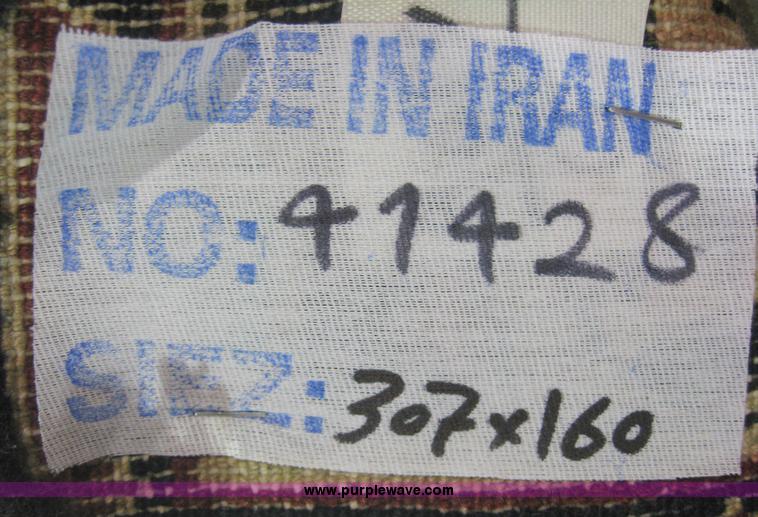 MADE IN IRAN
NO: 41428
SIEZ: 307x160
www.purplewave.com